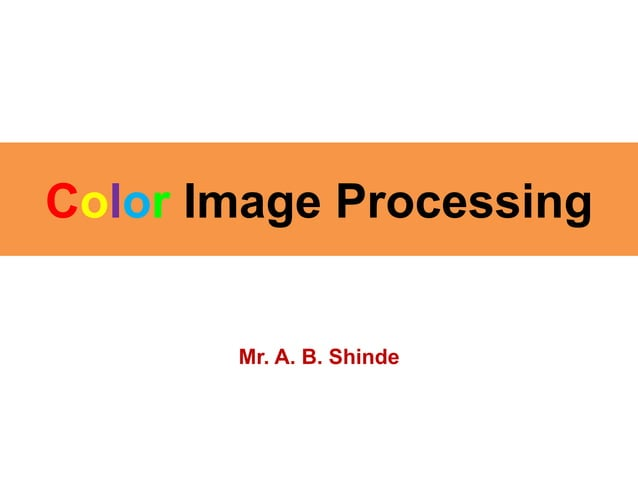 Color Image Processing
Mr. A. B. Shinde